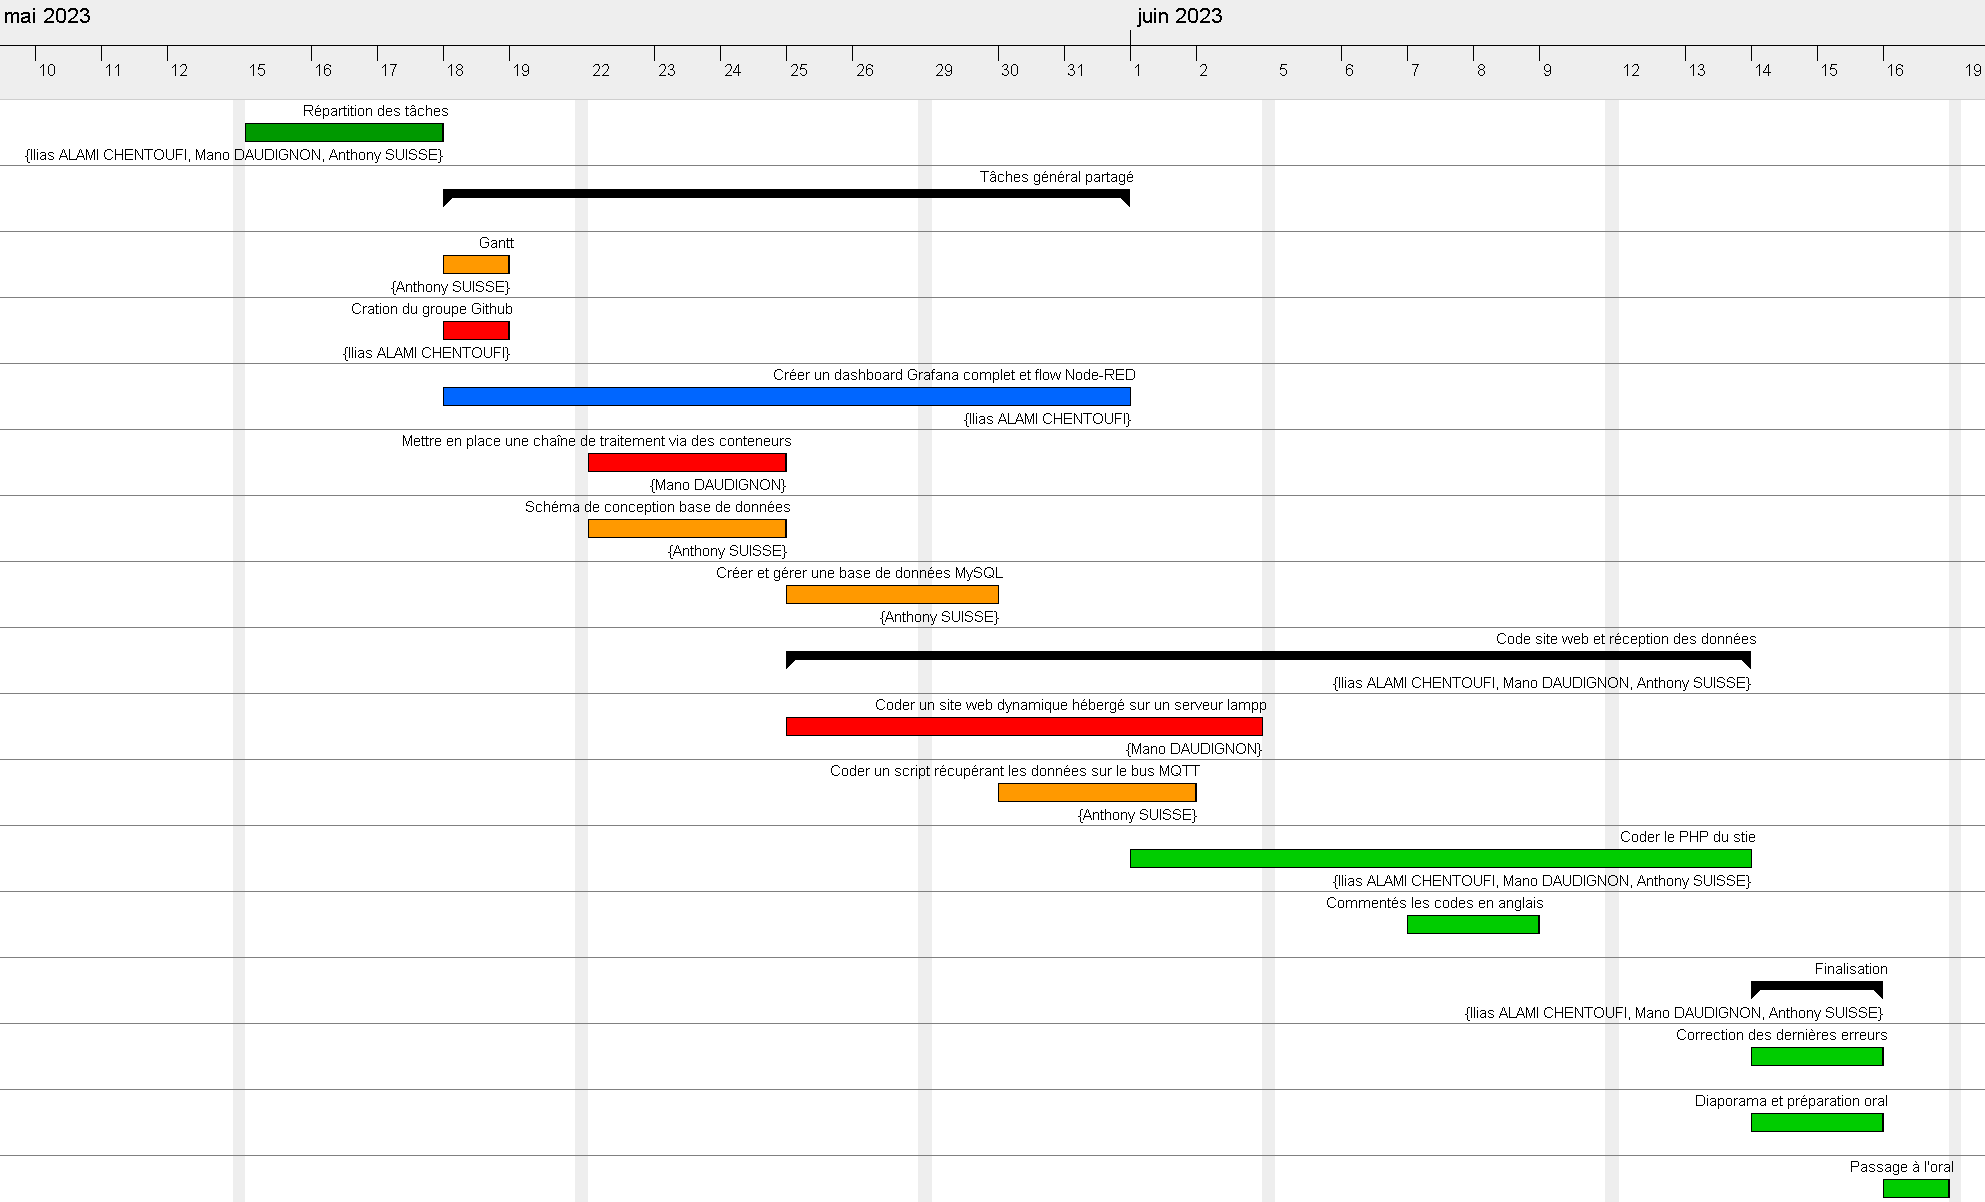 mai 2023 juin 2023
10 11 12 15 16 17 18 19 22 23 24 25 26 29 30 31 1 2 5 6 7 8 9 12 13 14 15 16 19
Répartition des tâches
{Ilias ALAMI CHENTOUFI, Mano DAUDIGNON, Anthony SUISSE}
Tâches général partagé
Gantt
{Anthony SUISSE}
Cration du groupe Github
{Ilias ALAMI CHENTOUFI}
Créer un dashboard Grafana complet et flow Node-RED
{Ilias ALAMI CHENTOUFI}
Mettre en place une chaîne de traitement via des conteneurs
{Mano DAUDIGNON}
Schéma de conception base de données
{Anthony SUISSE}
Créer et gérer une base de données MySQL
{Anthony SUISSE}
Code site web et réception des données
{Ilias ALAMI CHENTOUFI, Mano DAUDIGNON, Anthony SUISSE}
Coder un site web dynamique hébergé sur un serveur lampp
{Mano DAUDIGNON}
Coder un script récupérant les données sur le bus MQTT
{Anthony SUISSE}
Coder le PHP du stie
{Ilias ALAMI CHENTOUFI, Mano DAUDIGNON, Anthony SUISSE}
Commentés les codes en anglais
Finalisation
{Ilias ALAMI CHENTOUFI, Mano DAUDIGNON, Anthony SUISSE}
Correction des dernières erreurs
Diaporama et préparation oral
Passage à l'oral